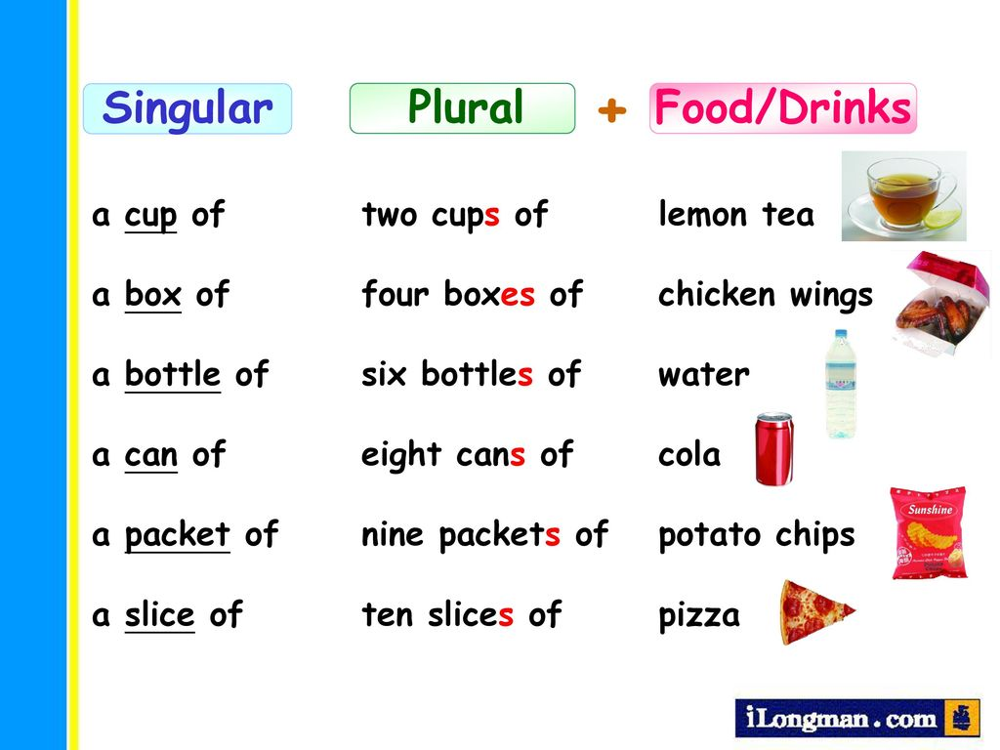 Singular Plural + Food/Drinks
a cup of two cups of lemon tea
a box of four boxes of chicken wings
a bottle of six bottles of water
a can of eight cans of cola
a packet of nine packets of potato chips
Sunshine
a slice of ten slices of pizza
iLongman.com